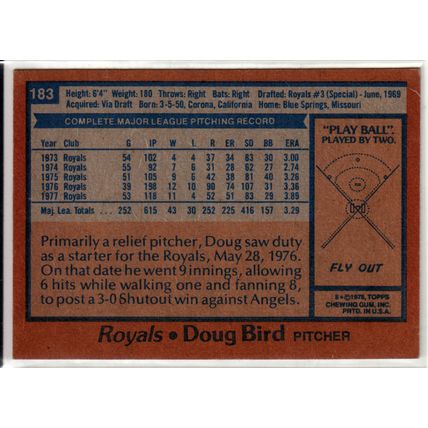 183
Height: 6'4" Weight: 180 Throws: Right Bats: Right Drafted: Royals #3 (Special) - June, 1969
Acquired: Via Draft Born: 3-5-50, Corona, California Home: Blue Springs, Missouri
COMPLETE MAJOR LEAGUE PITCHING RECORD
Year Club G IP W L R ER SO BB ERA
1973 Royals 54 102 4 4 37 34 83 30 3.00
1974 Royals 55 92 7 6 33 28 62 27 2.74
1975 Royals 51 105 9 6 42 38 81 40 3.26
1976 Royals 39 198 12 10 90 74 107 31 3.36
1977 Royals 53 118 11 4 52 51 83 29 3.89
Maj. Lea. Totals 252 615 43 30 252 225 416 157 3.29
Primarily a relief pitcher, Doug saw duty
as a starter for the Royals, May 28, 1976.
On that date he went 9 innings, allowing
6 hits while walking one and fanning 8,
to post a 3-0 Shutout win against Angels.
"PLAY BALL"
PLAYED BY TWO.
FLY OUT
©1978, TOPPS
CHEWING GUM, INC.
PRTD. IN U.S.A.
Royals • Doug Bird PITCHER